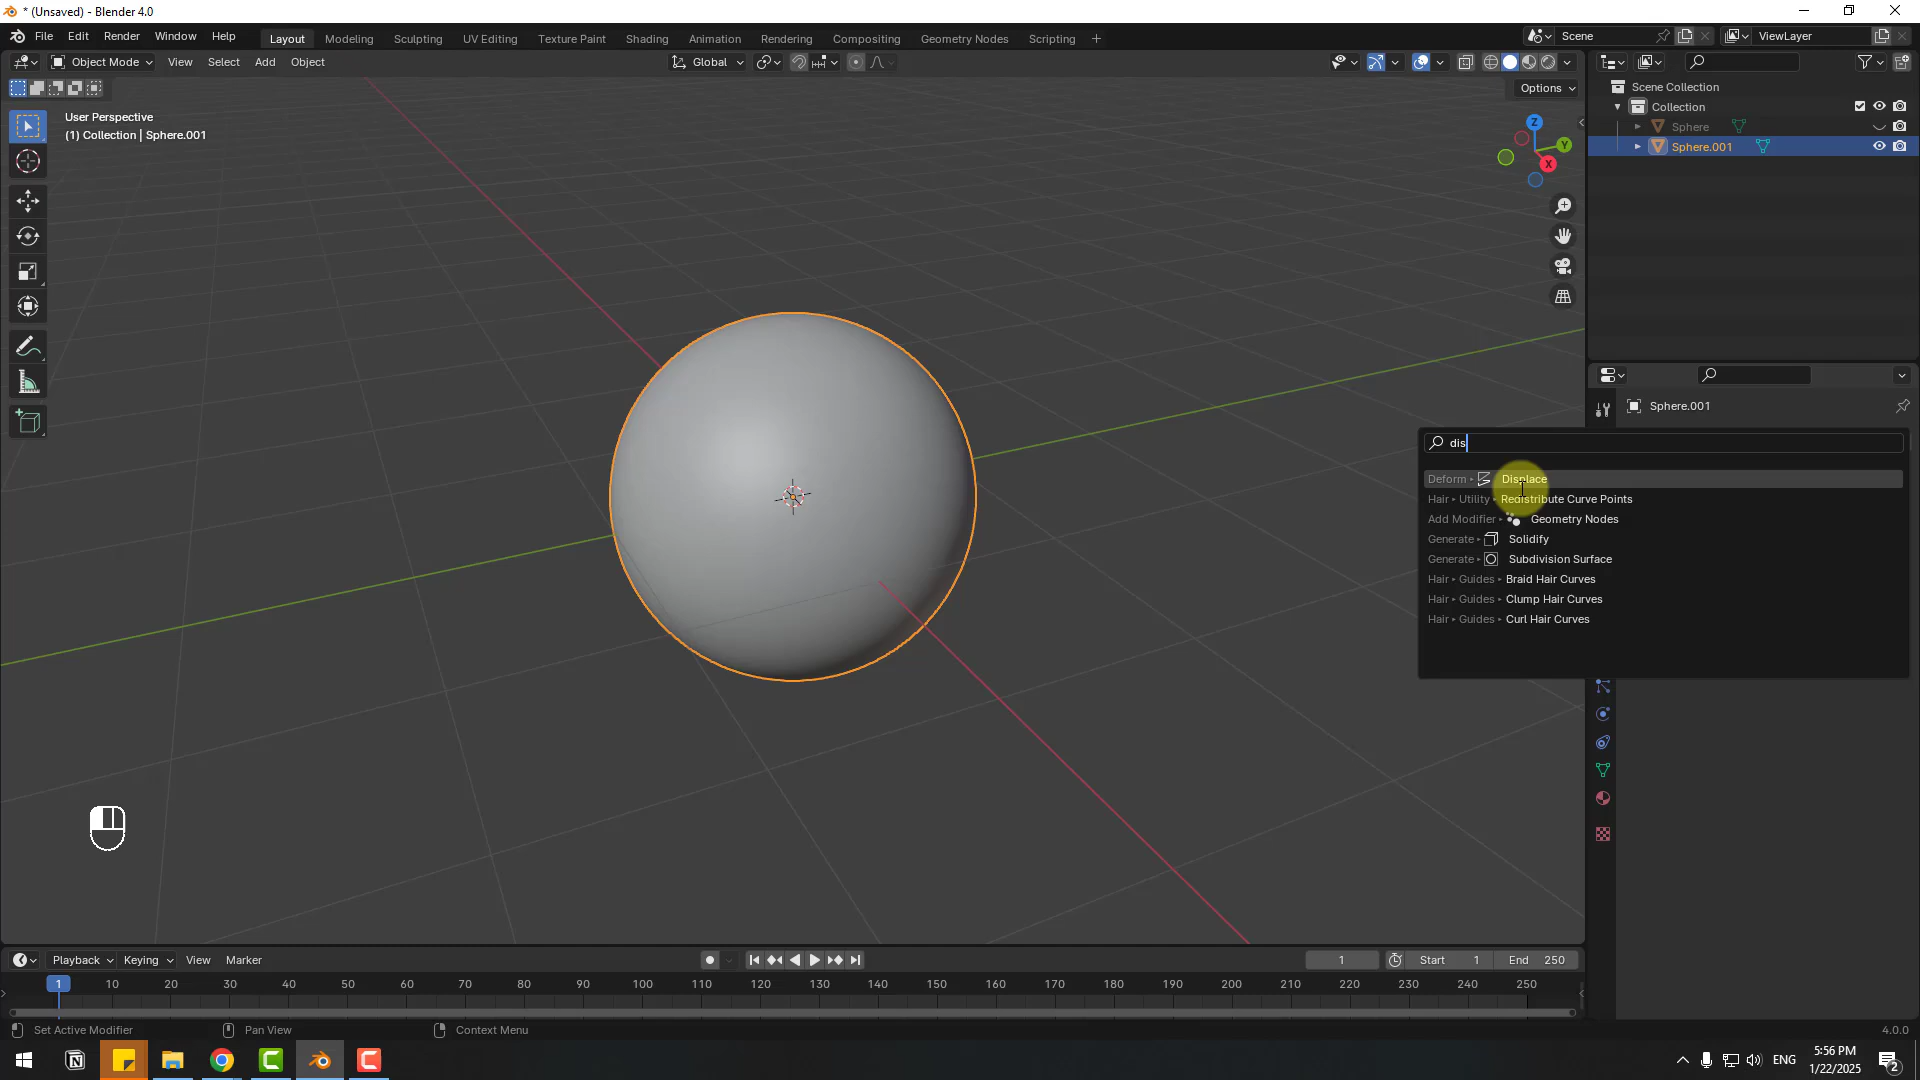 * (Unsaved) - Blender 4.0
File Edit Render Window Help
Layout Modeling Sculpting UV Editing Texture Paint Shading Animation Rendering Compositing Geometry Nodes Scripting +
Scene ViewLayer
Object Mode View Select Add Object Global
Options
User Perspective
(1) Collection | Sphere.001
Z
Y
X
Scene Collection
Collection
Sphere
Sphere.001
Sphere.001
dis
Deform Displace
Hair Utility Redistribute Curve Points
Add Modifier Geometry Nodes
Generate Solidify
Generate Subdivision Surface
Hair Guides Braid Hair Curves
Hair Guides Clump Hair Curves
Hair Guides Curl Hair Curves
Playback Keying View Marker 1 Start 1 End 250
1 10 20 30 40 50 60 70 80 90 100 110 120 130 140 150 160 170 180 190 200 210 220 230 240 250
Set Active Modifier Pan View Context Menu 4.0.0
ENG
5:56 PM
1/22/2025
2